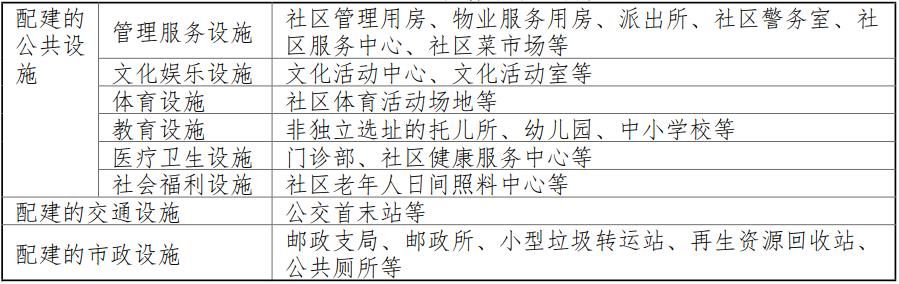 配建的公共设施
管理服务设施
社区管理用房、物业服务用房、派出所、社区警务室、社
区服务中心、社区菜市场等
文化娱乐设施
文化活动中心、文化活动室等
体育设施
社区体育活动场地等
教育设施
非独立选址的托儿所、幼儿园、中小学校等
医疗卫生设施
门诊部、社区健康服务中心等
社会福利设施
社区老年人日间照料中心等
配建的交通设施
公交首末站等
配建的市政设施
邮政支局、邮政所、小型垃圾转运站、再生资源回收站、
公共厕所等